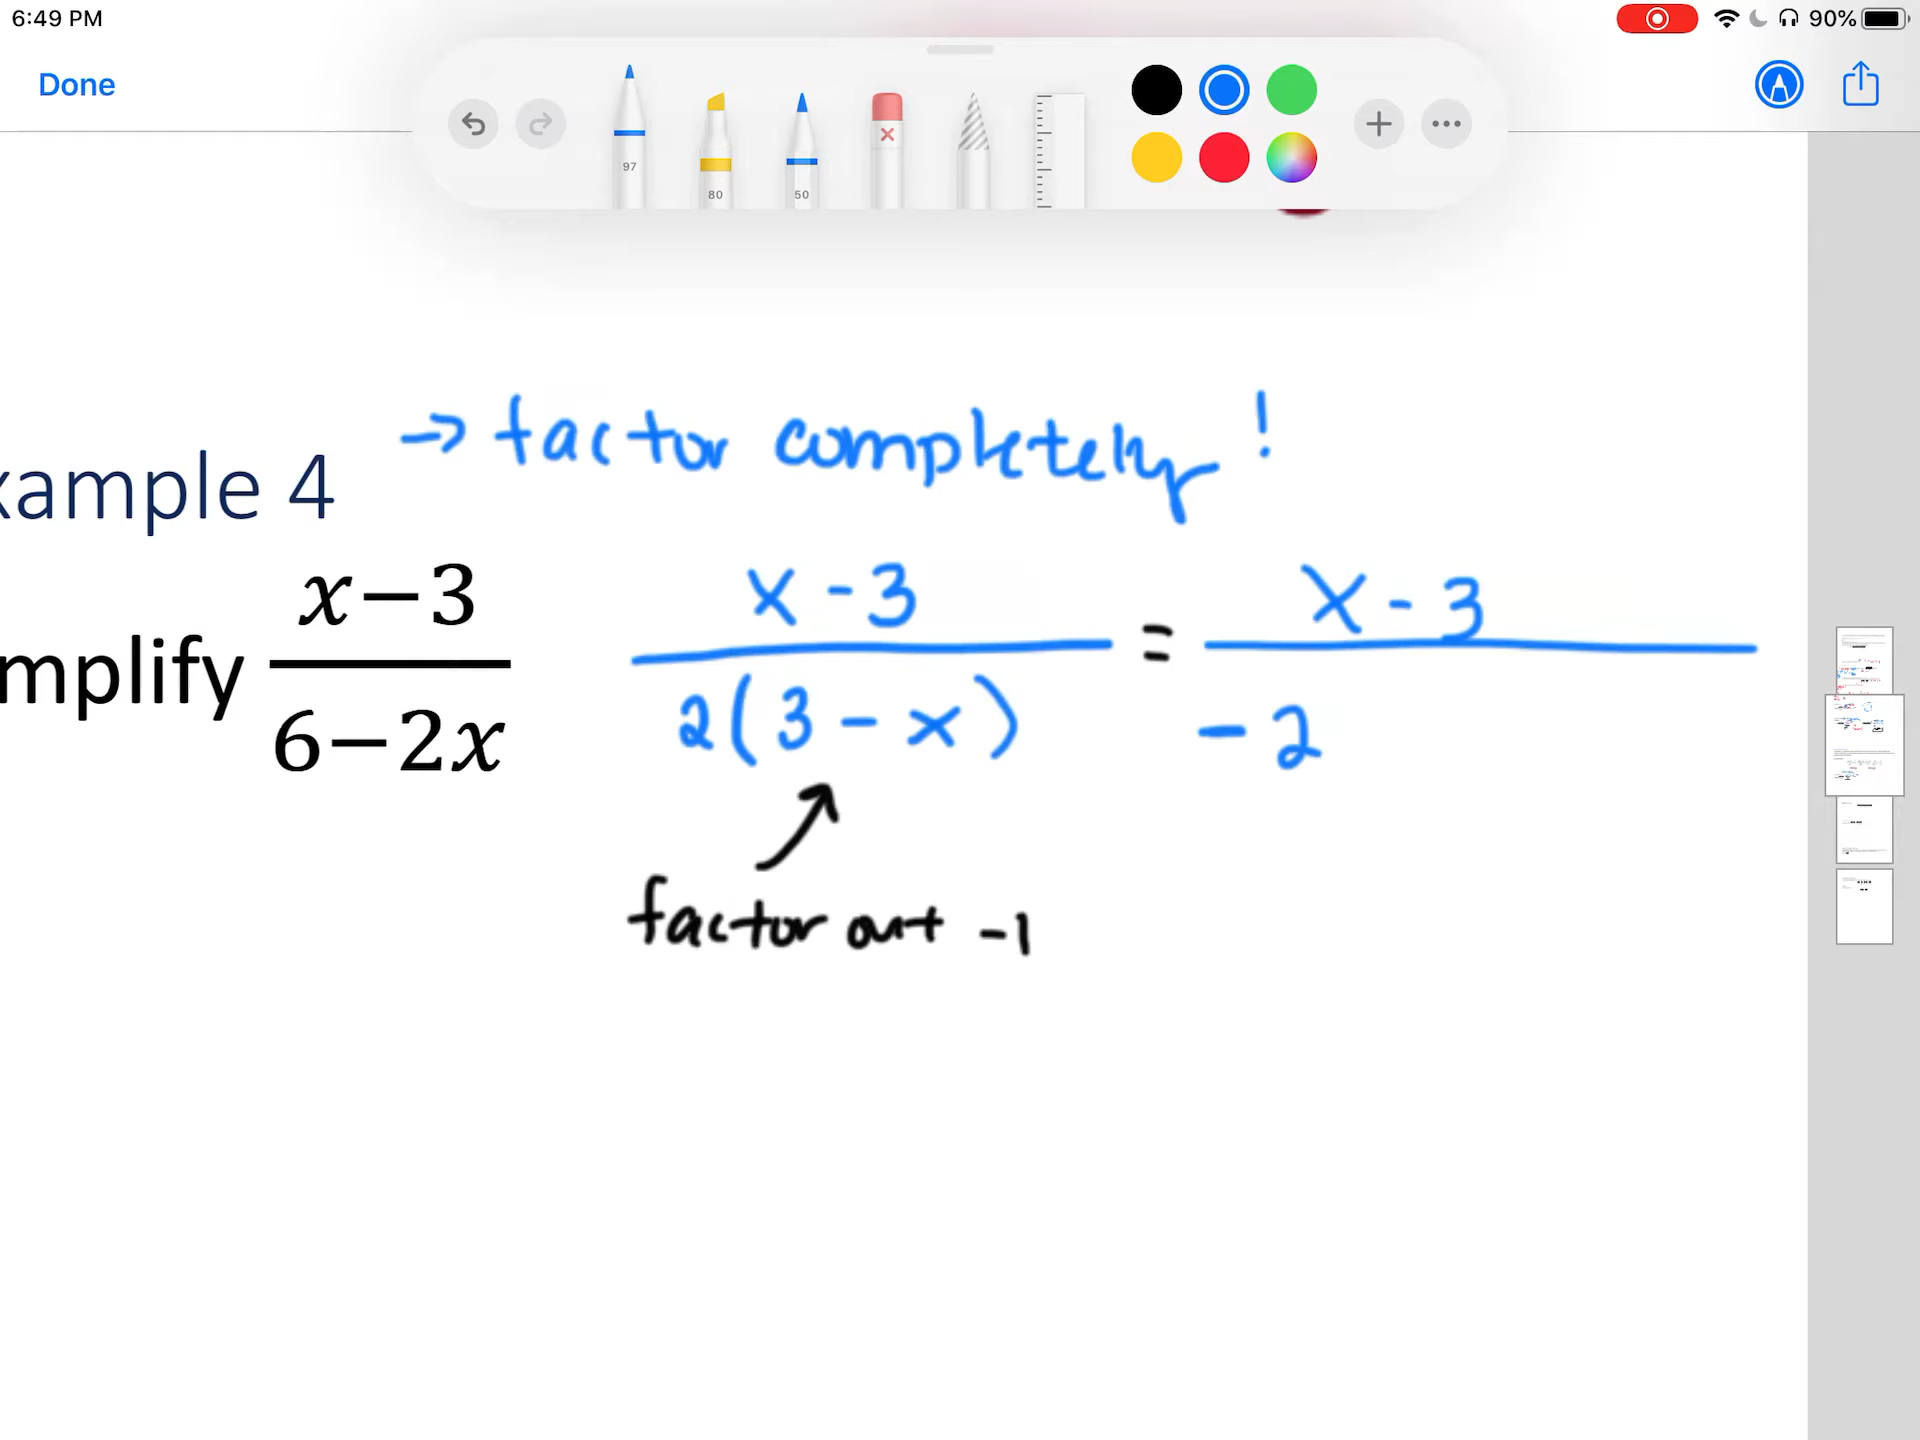 6:49 PM
90%
Done
97
80
50
→ factor completely!
xample 4
mplify x−3/6−2x
x - 3/2(3 - x) = x - 3/-2
factor out -1